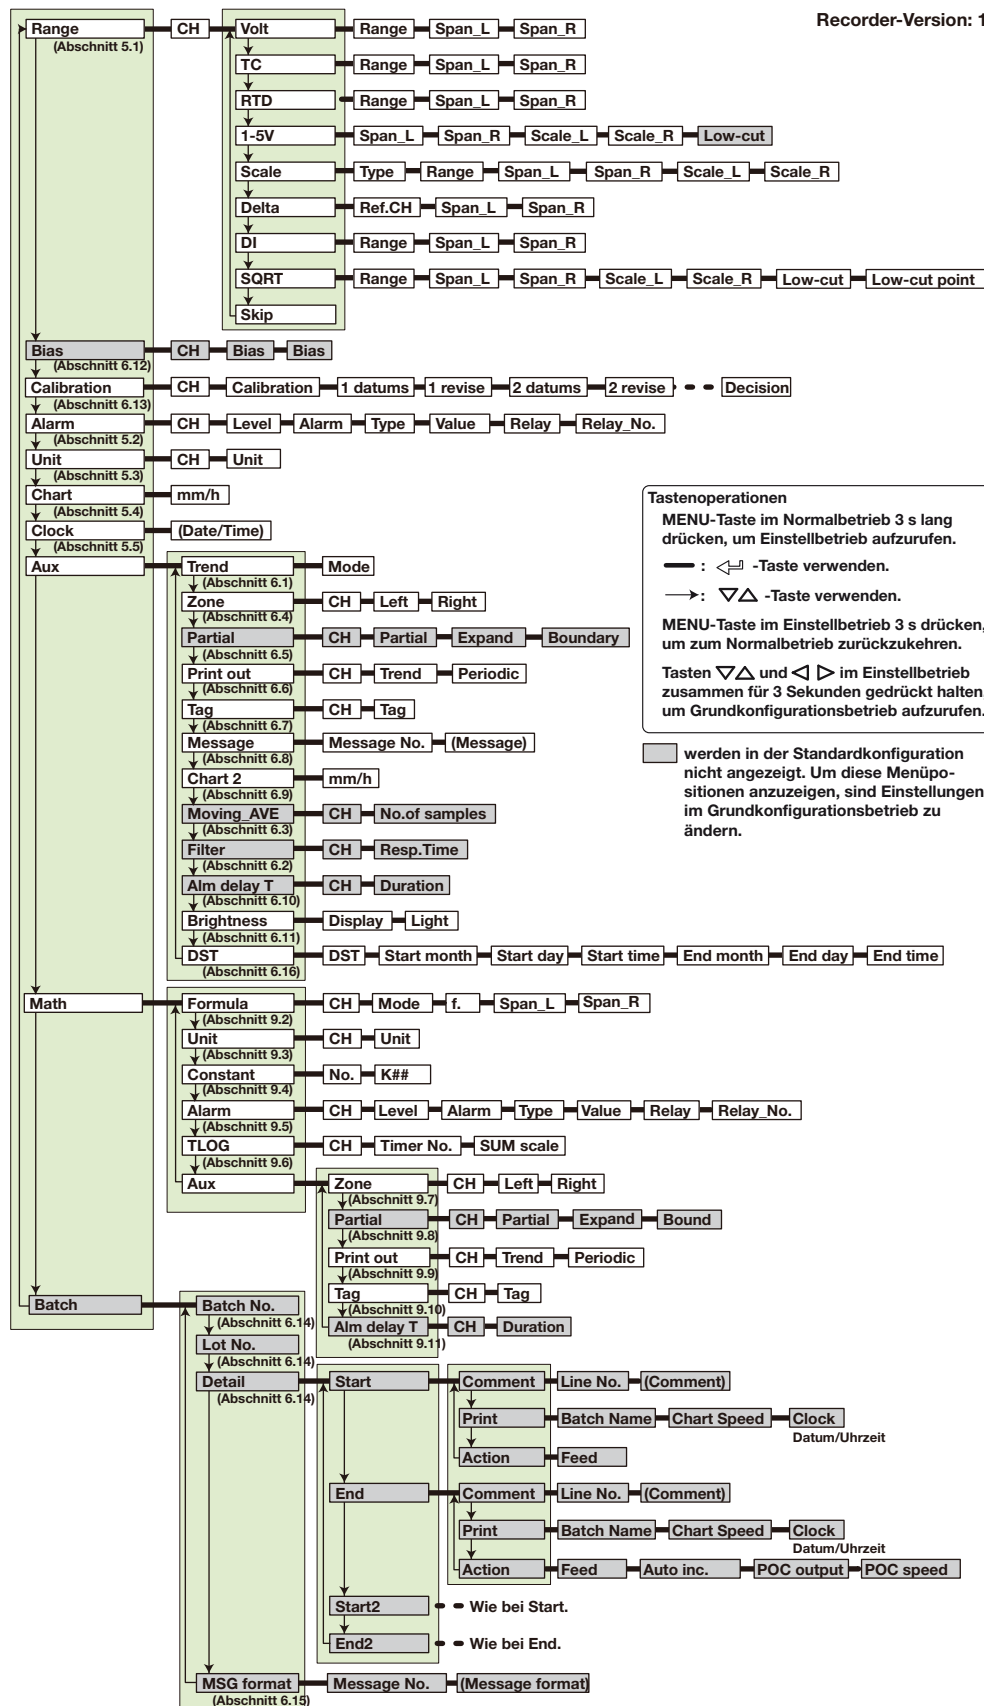 Recorder-Version: 1
Range CH Volt Range Span_L Span_R
(Abschnitt 5.1)
TC Range Span_L Span_R
RTD Range Span_L Span_R
1-5V Span_L Span_R Scale_L Scale_R Low-cut
Scale Type Range Span_L Span_R Scale_L Scale_R
Delta Ref.CH Span_L Span_R
DI Range Span_L Span_R
SQRT Range Span_L Span_R Scale_L Scale_R Low-cut Low-cut point
Skip
Bias CH Bias Bias
(Abschnitt 6.12)
Calibration CH Calibration 1 datums 1 revise 2 datums 2 revise Decision
(Abschnitt 6.13)
Alarm CH Level Alarm Type Value Relay Relay_No.
(Abschnitt 5.2)
Unit CH Unit
(Abschnitt 5.3)
Chart mm/h
(Abschnitt 5.4)
Clock (Date/Time)
(Abschnitt 5.5)
Aux Trend Mode
(Abschnitt 6.1)
Zone CH Left Right
(Abschnitt 6.4)
Partial CH Partial Expand Boundary
(Abschnitt 6.5)
Print out CH Trend Periodic
(Abschnitt 6.6)
Tag CH Tag
(Abschnitt 6.7)
Message Message No. (Message)
(Abschnitt 6.8)
Chart 2 mm/h
(Abschnitt 6.9)
Moving_AVE CH No.of samples
(Abschnitt 6.3)
Filter CH Resp.Time
(Abschnitt 6.2)
Alm delay T CH Duration
(Abschnitt 6.10)
Brightness Display Light
(Abschnitt 6.11)
DST DST Start month Start day Start time End month End day End time
(Abschnitt 6.16)
Tastenoperationen
MENU-Taste im Normalbetrieb 3 s lang
drücken, um Einstellbetrieb aufzurufen.
: -Taste verwenden.
: ▽△ -Taste verwenden.
MENU-Taste im Einstellbetrieb 3 s drücken,
um zum Normalbetrieb zurückzukehren.
Tasten ▽△ und ◁ ▷ im Einstellbetrieb
zusammen für 3 Sekunden gedrückt halten,
um Grundkonfigurationsbetrieb aufzurufen.
werden in der Standardkonfiguration
nicht angezeigt. Um diese Menüpo-
sitionen anzuzeigen, sind Einstellungen
im Grundkonfigurationsbetrieb zu
ändern.
Math Formula CH Mode f. Span_L Span_R
(Abschnitt 9.2)
Unit CH Unit
(Abschnitt 9.3)
Constant No. K##
(Abschnitt 9.4)
Alarm CH Level Alarm Type Value Relay Relay_No.
(Abschnitt 9.5)
TLOG CH Timer No. SUM scale
(Abschnitt 9.6)
Aux Zone CH Left Right
(Abschnitt 9.7)
Partial CH Partial Expand Bound
(Abschnitt 9.8)
Print out CH Trend Periodic
(Abschnitt 9.9)
Tag CH Tag
(Abschnitt 9.10)
Alm delay T CH Duration
(Abschnitt 9.11)
Batch Batch No.
(Abschnitt 6.14)
Lot No.
(Abschnitt 6.14)
Detail Start Comment Line No. (Comment)
(Abschnitt 6.14)
Print Batch Name Chart Speed Clock
Datum/Uhrzeit
Action Feed
End Comment Line No. (Comment)
Print Batch Name Chart Speed Clock
Datum/Uhrzeit
Action Feed Auto inc. POC output POC speed
Start2 Wie bei Start.
End2 Wie bei End.
MSG format Message No. (Message format)
(Abschnitt 6.15)